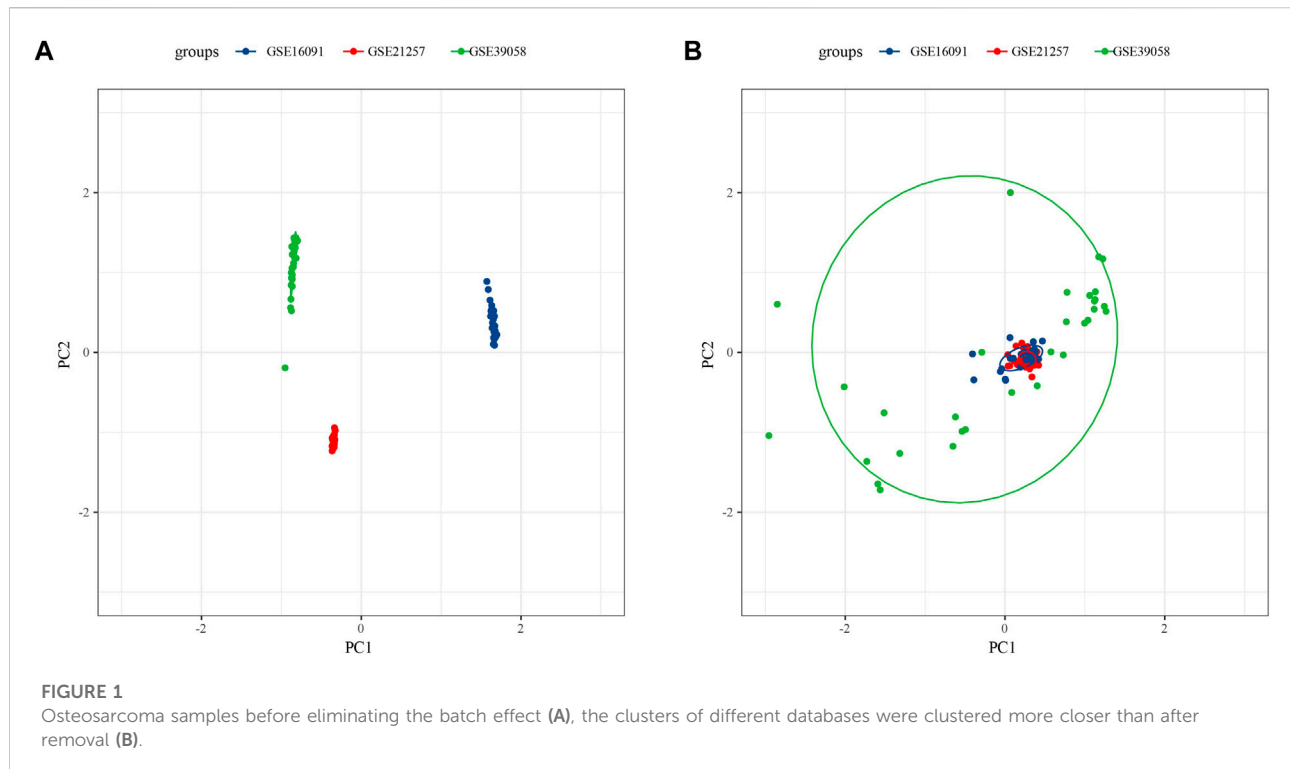 A
groups GSE16091 GSE21257 GSE39058
2
0
-2
PC2
-2 0 2
PC1
B
groups GSE16091 GSE21257 GSE39058
2
0
-2
PC2
-2 0 2
PC1
FIGURE 1
Osteosarcoma samples before eliminating the batch effect (A), the clusters of different databases were clustered more closer than after
removal (B).